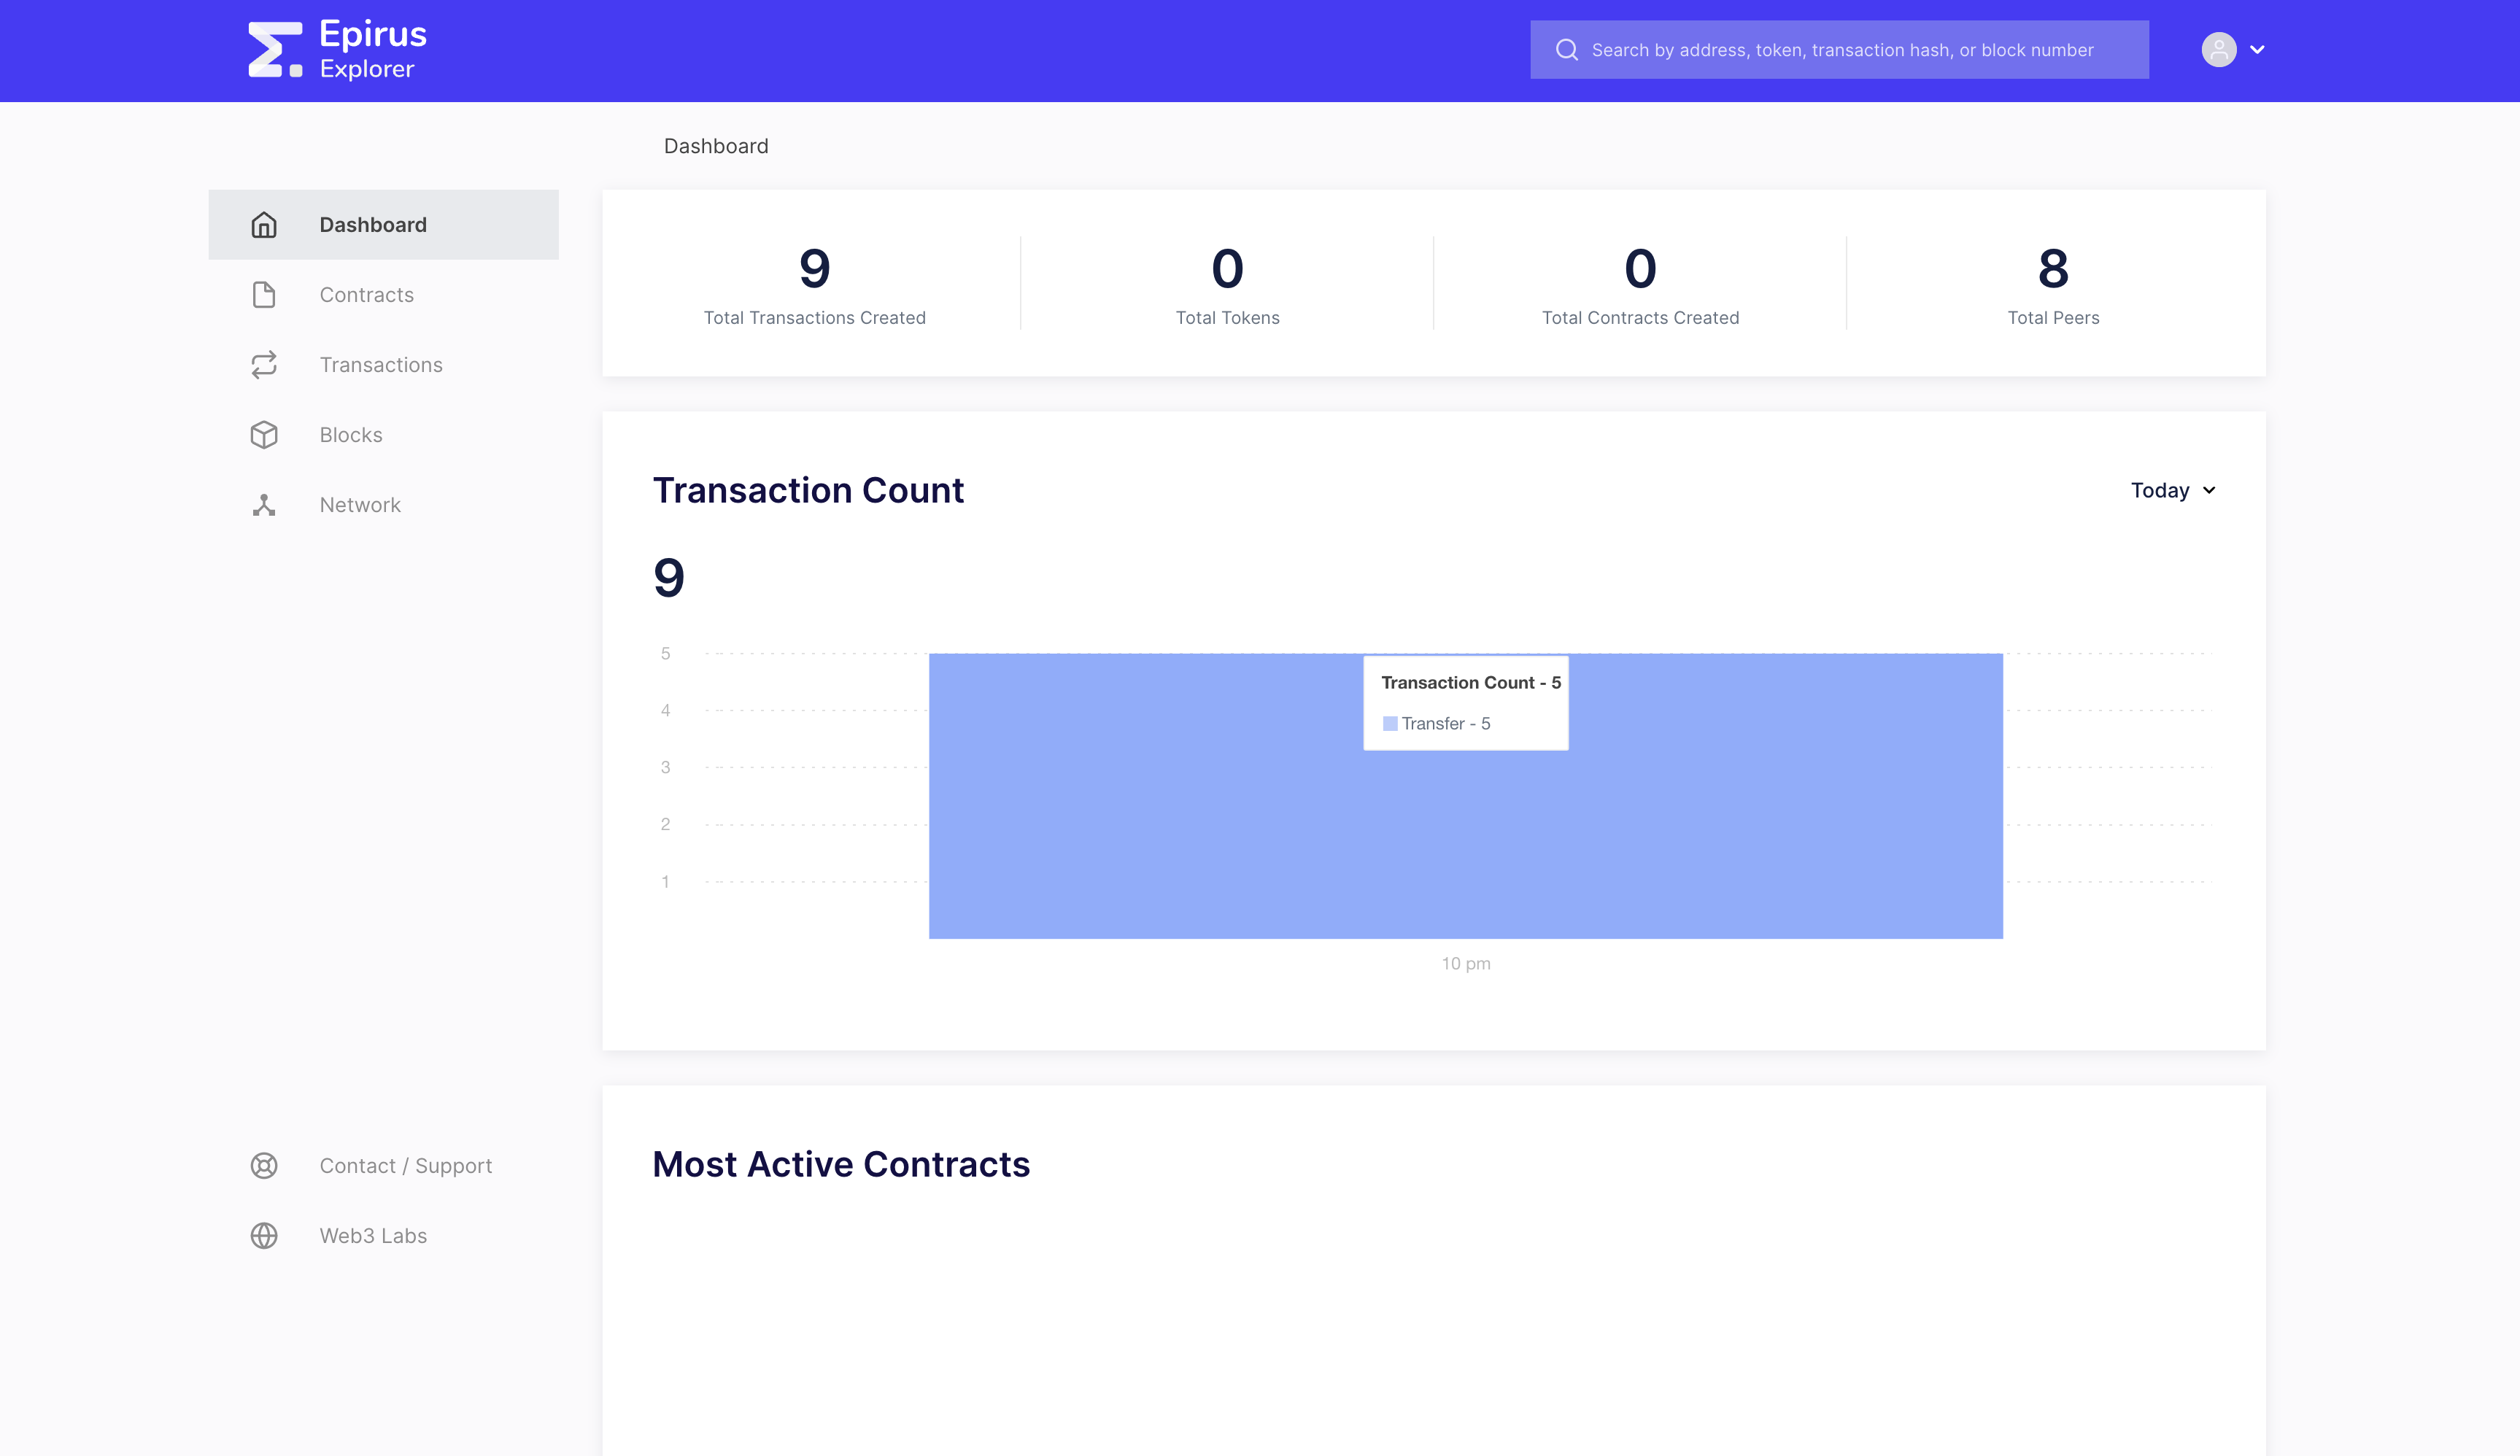 Epirus
Explorer
Search by address, token, transaction hash, or block number
Dashboard
Dashboard
Contracts
Transactions
Blocks
Network
Contact / Support
Web3 Labs
9
Total Transactions Created
0
Total Tokens
0
Total Contracts Created
8
Total Peers
Transaction Count
Today
9
5
4
3
2
1
Transaction Count - 5
Transfer - 5
10 pm
Most Active Contracts